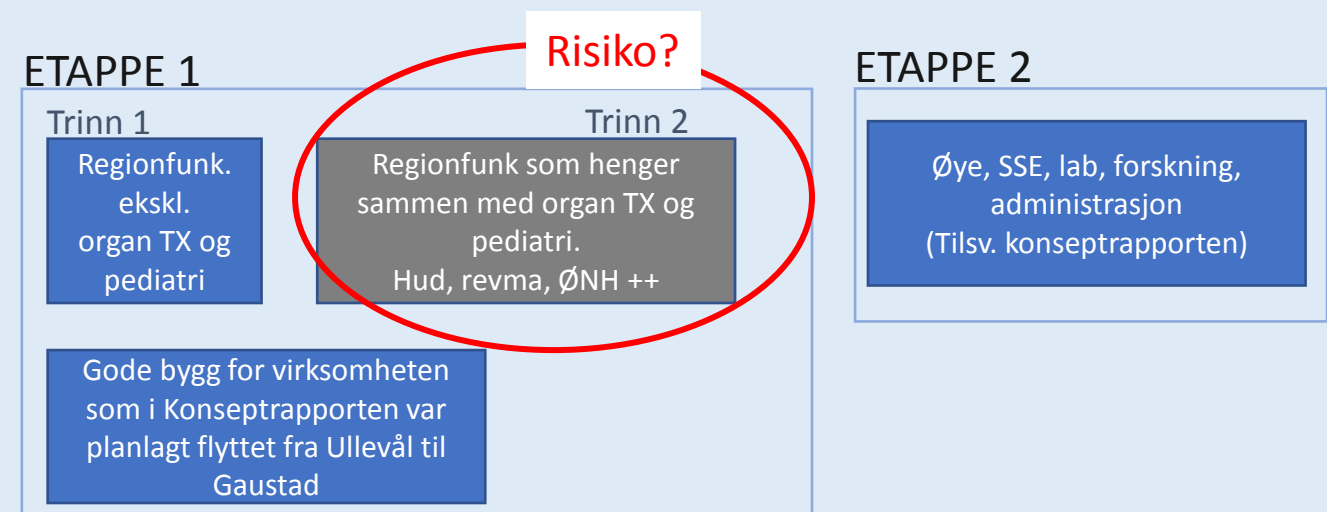 Risiko?
ETAPPE 1
Trinn 1
Regionfunk.
ekskl.
organ TX og
pediatri
Trinn 2
Regionfunk som henger
sammen med organ TX og
pediatri.
Hud, revma, ØNH ++
Gode bygg for virksomheten
som i Konseptrapporten var
planlagt flyttet fra Ullevål til
Gaustad
ETAPPE 2
Øye, SSE, lab, forskning,
administrasjon
(Tilsv. konseptrapporten)